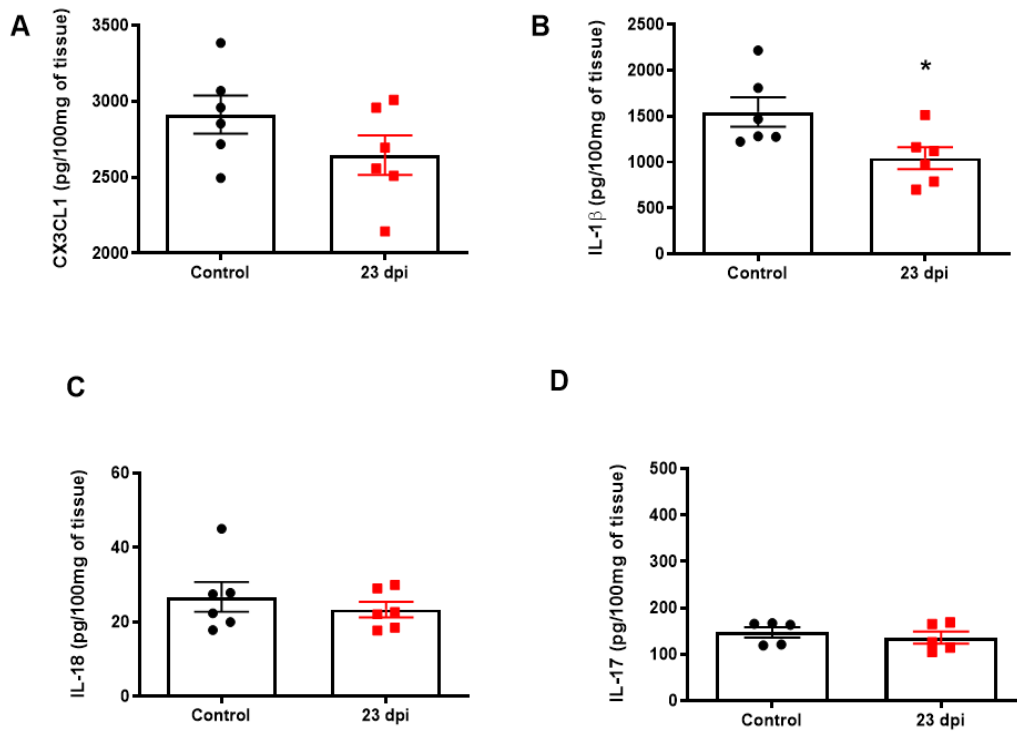 A
CX3CL1 (pg/100mg of tissue)
3500
3000
2500
2000
Control
23 dpi
B
IL-1β (pg/100mg of tissue)
2500
2000
1500
1000
500
0
*
Control
23 dpi
C
IL-18 (pg/100mg of tissue)
60
40
20
0
Control
23 dpi
D
IL-17 (pg/100mg of tissue)
500
400
300
200
100
0
Control
23 dpi